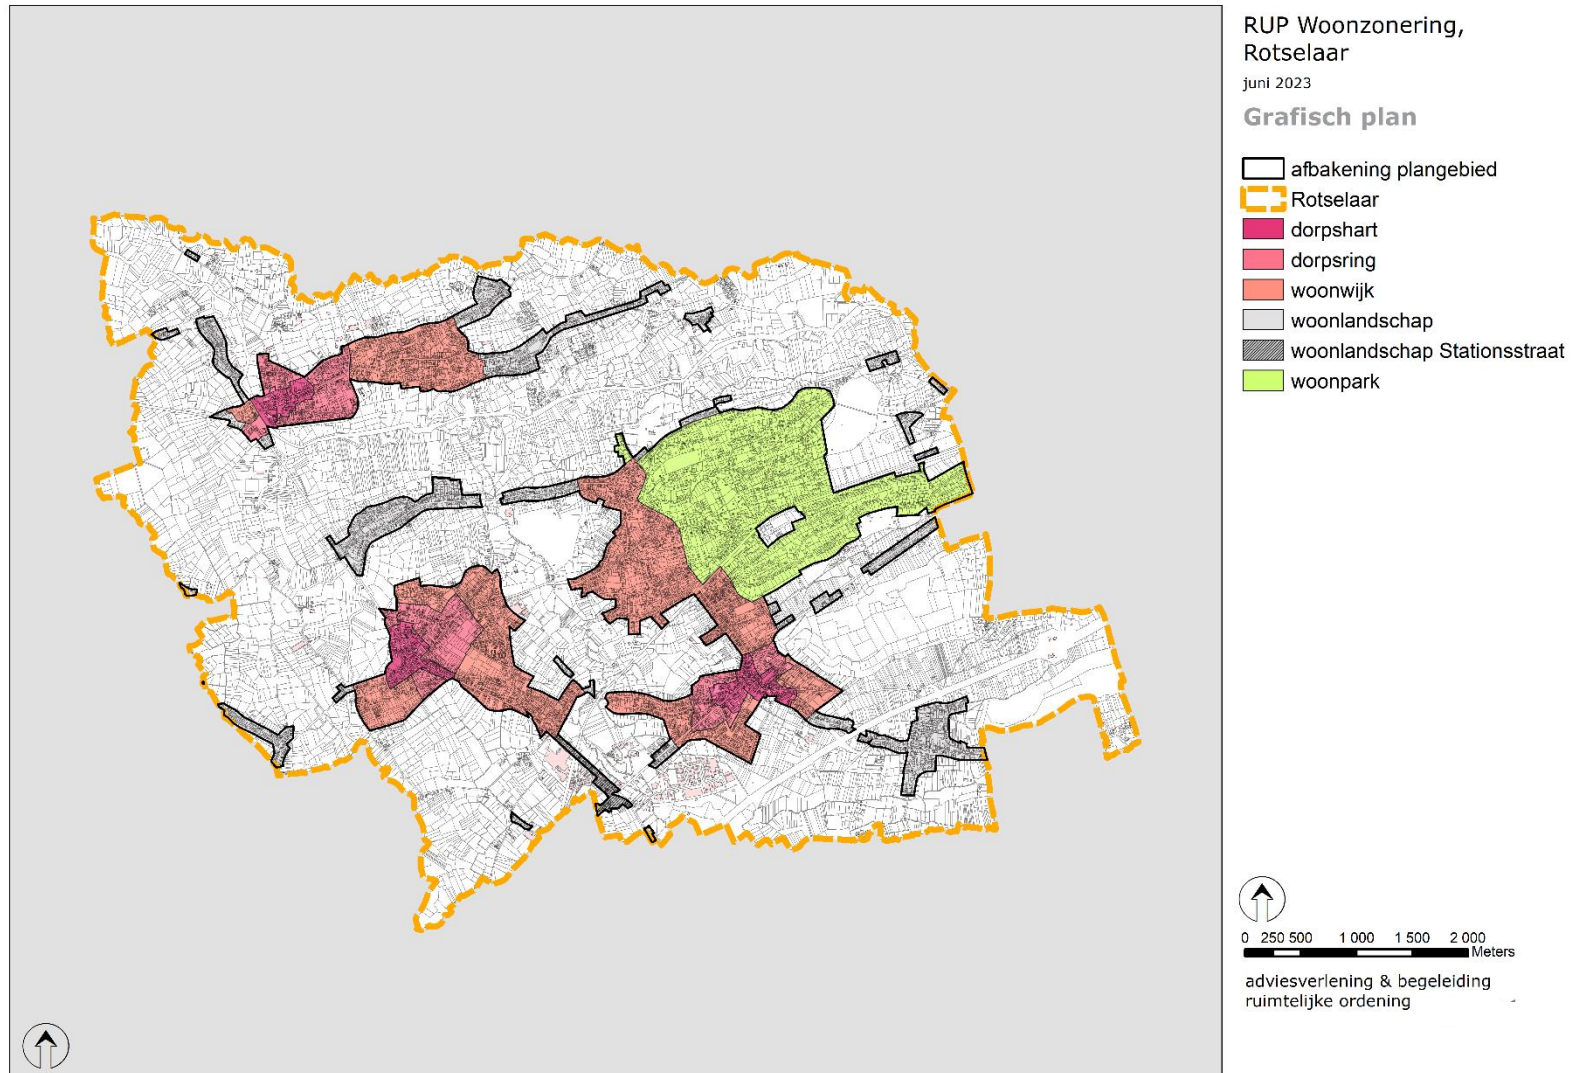 RUP Woonzonering,
Rotselaar
juni 2023
Grafisch plan
afbakening plangebied
Rotselaar
dorpshart
dorpsring
woonwijk
woonlandschap
woonlandschap Stationsstraat
woonpark
0 250 500 1 000 1 500 2 000
Meters
adviesverlening & begeleiding
ruimtelijke ordening